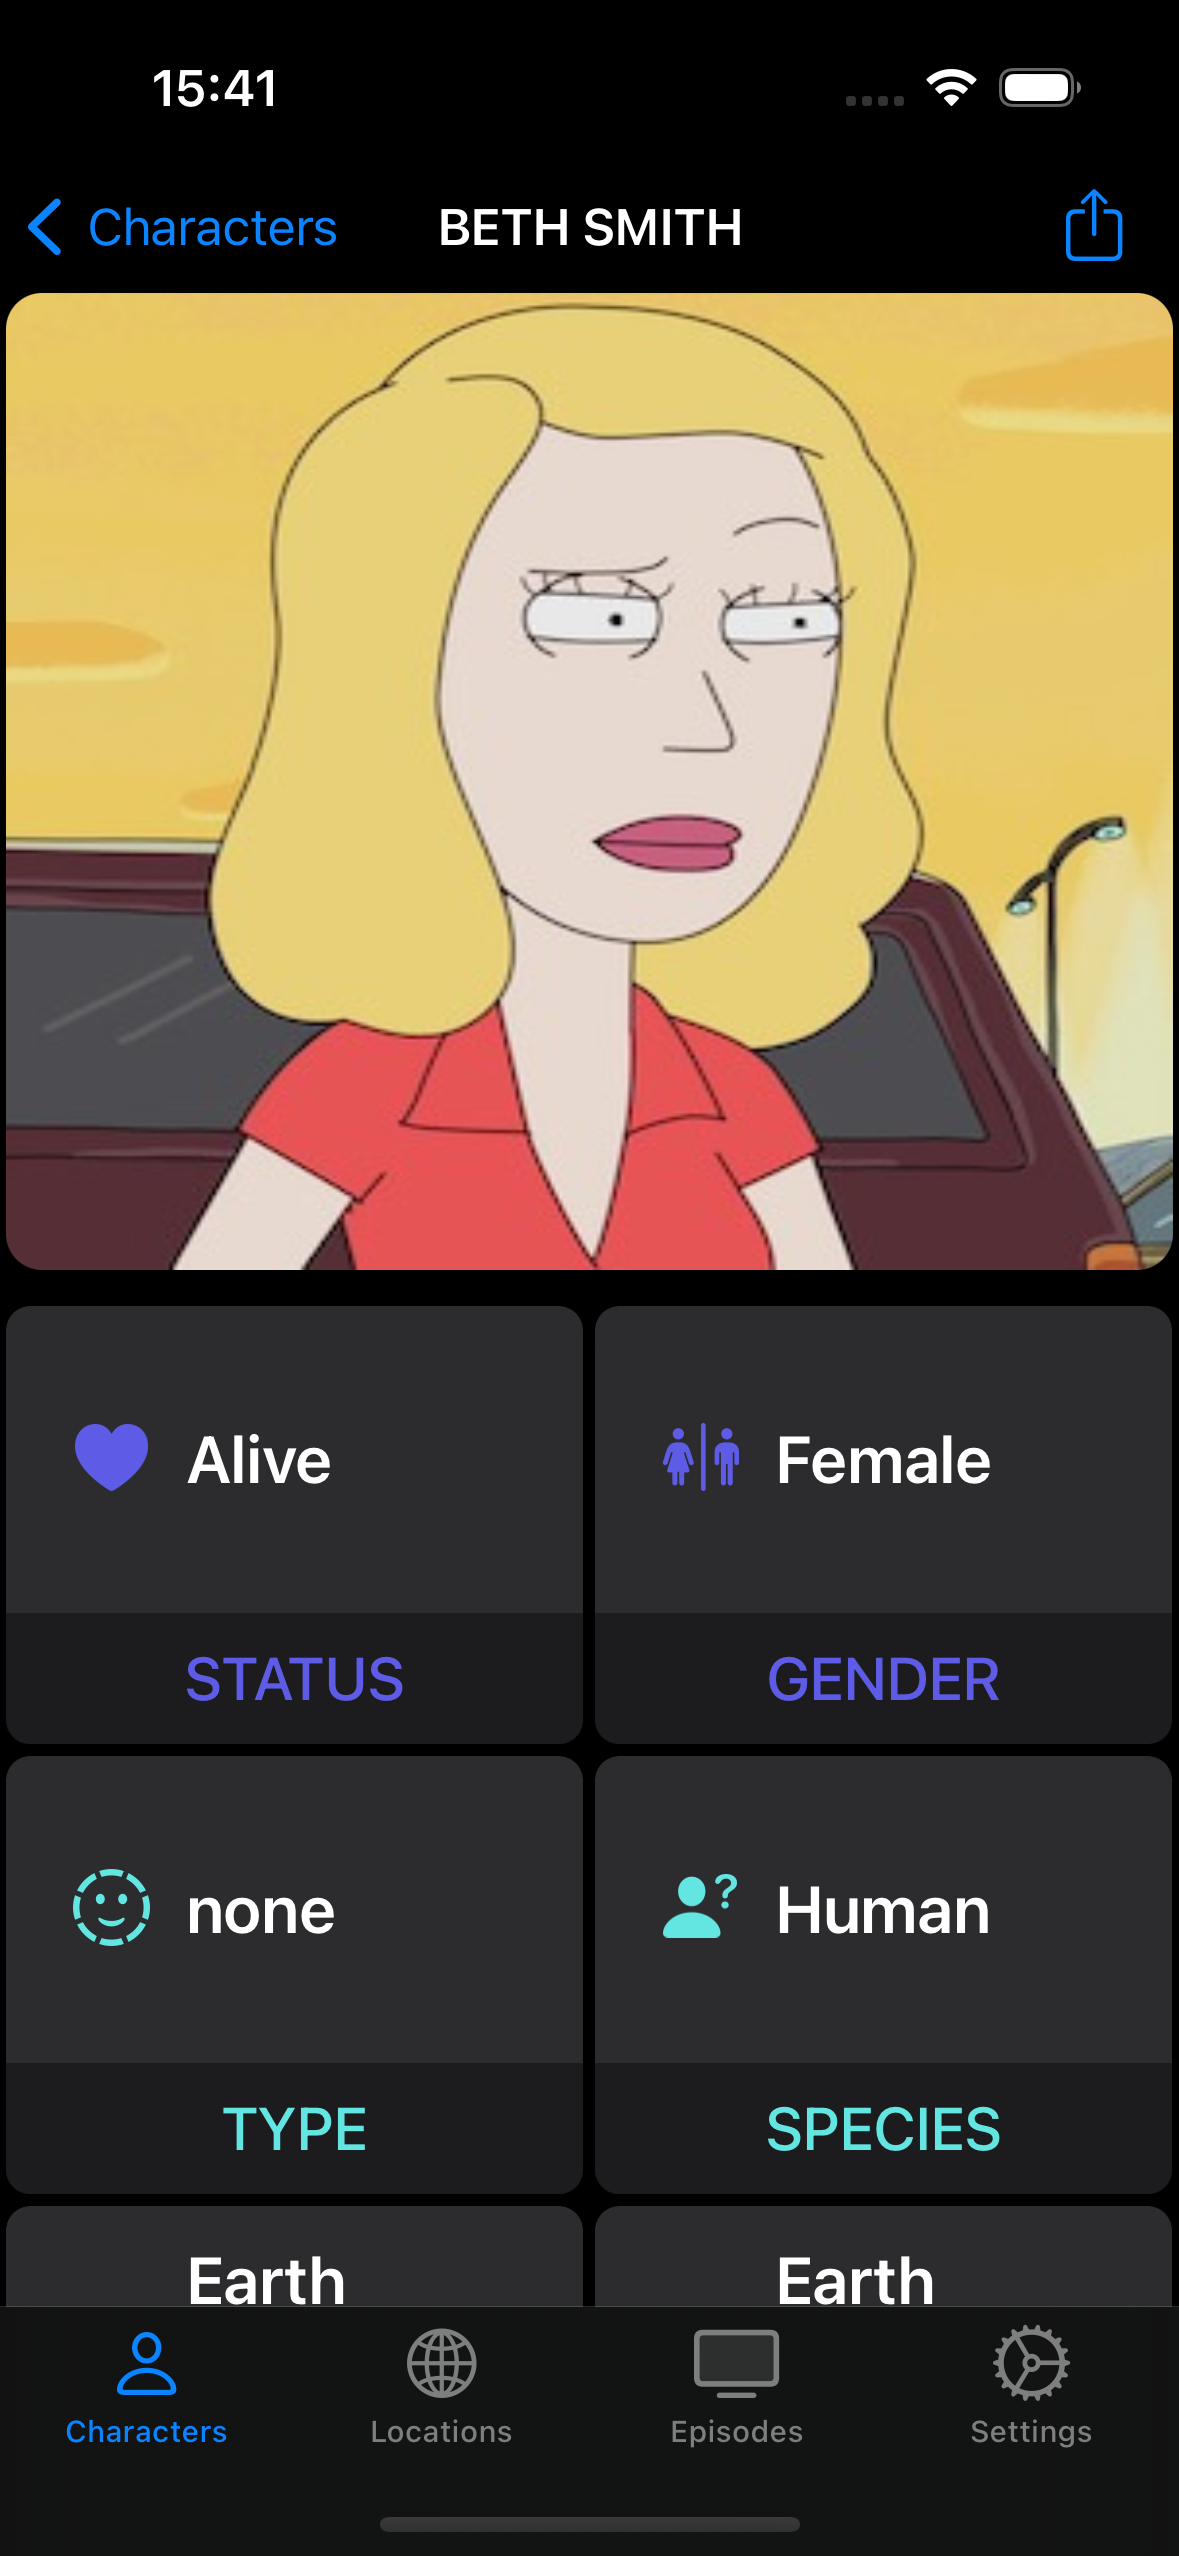 15:41
Characters
BETH SMITH
Alive
Female
STATUS
GENDER
none
Human
TYPE
SPECIES
Earth
Earth
Characters
Locations
Episodes
Settings